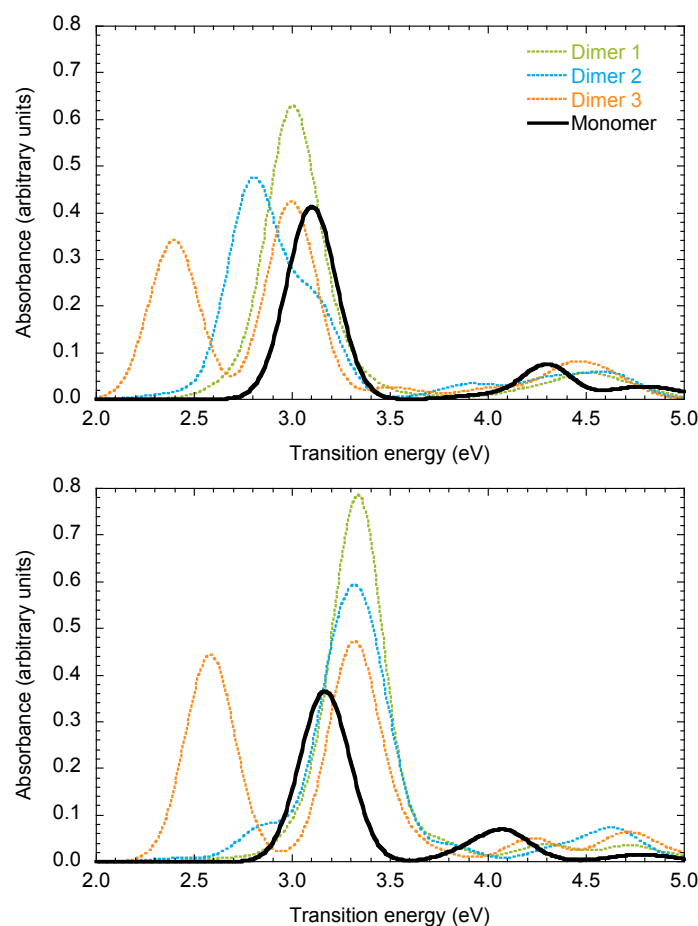 0.8
Dimer 1
0.7
Dimer 2
Dimer 3
0.6
Monomer
0.5
Absorbance (arbitrary units)
0.4
0.3
0.2
0.1
0.0
2.0 2.5 3.0 3.5 4.0 4.5 5.0
Transition energy (eV)
0.8
0.7
0.6
0.5
Absorbance (arbitrary units)
0.4
0.3
0.2
0.1
0.0
2.0 2.5 3.0 3.5 4.0 4.5 5.0
Transition energy (eV)